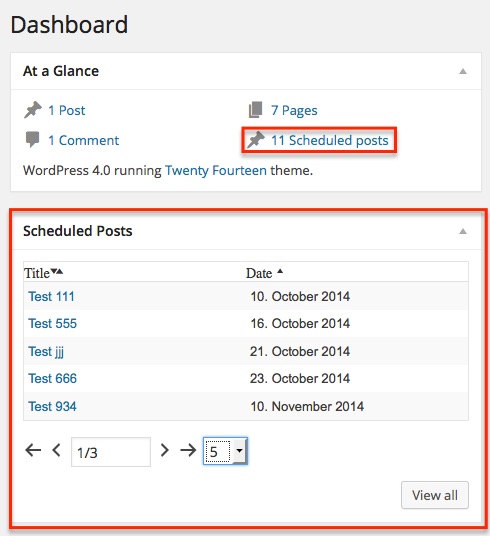 Dashboard
At a Glance
1 Post 7 Pages
1 Comment 11 Scheduled posts
WordPress 4.0 running Twenty Fourteen theme.
Scheduled Posts
Title Date
Test 111 10. October 2014
Test 555 16. October 2014
Test jjj 21. October 2014
Test 666 23. October 2014
Test 934 10. November 2014
1/3 5
View all